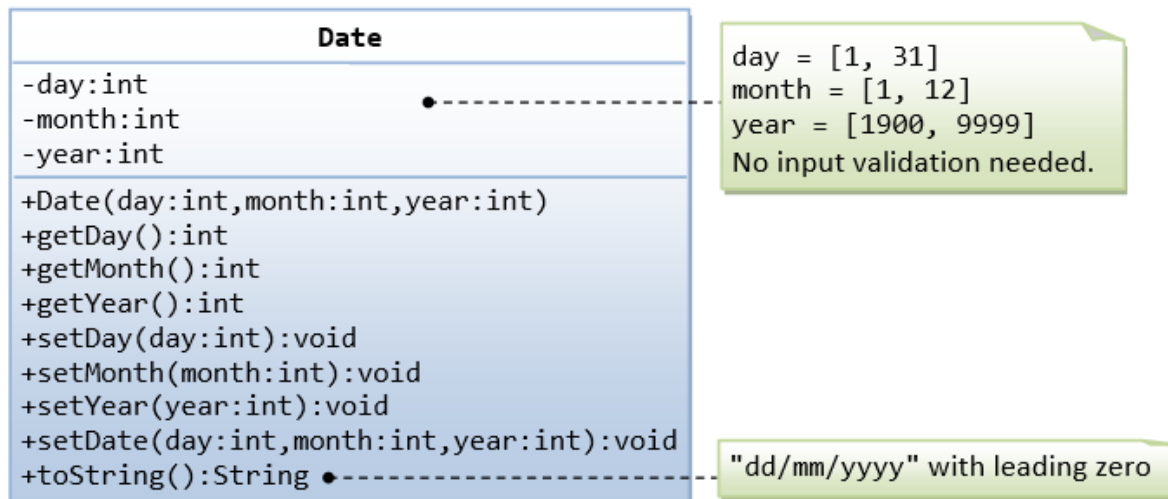 Date
-day:int
-month:int
-year:int
day = [1, 31]
month = [1, 12]
year = [1900, 9999]
No input validation needed.
+Date(day:int,month:int,year:int)
+getDay():int
+getMonth():int
+getYear():int
+setDay(day:int):void
+setMonth(month:int):void
+setYear(year:int):void
+setDate(day:int,month:int,year:int):void
+toString():String
"dd/mm/yyyy" with leading zero